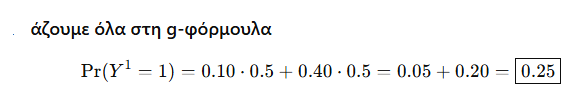 άζουμε όλα στη g-φόρμουλα
Pr(Y¹ = 1) = 0.10 · 0.5 + 0.40 · 0.5 = 0.05 + 0.20 = 0.25